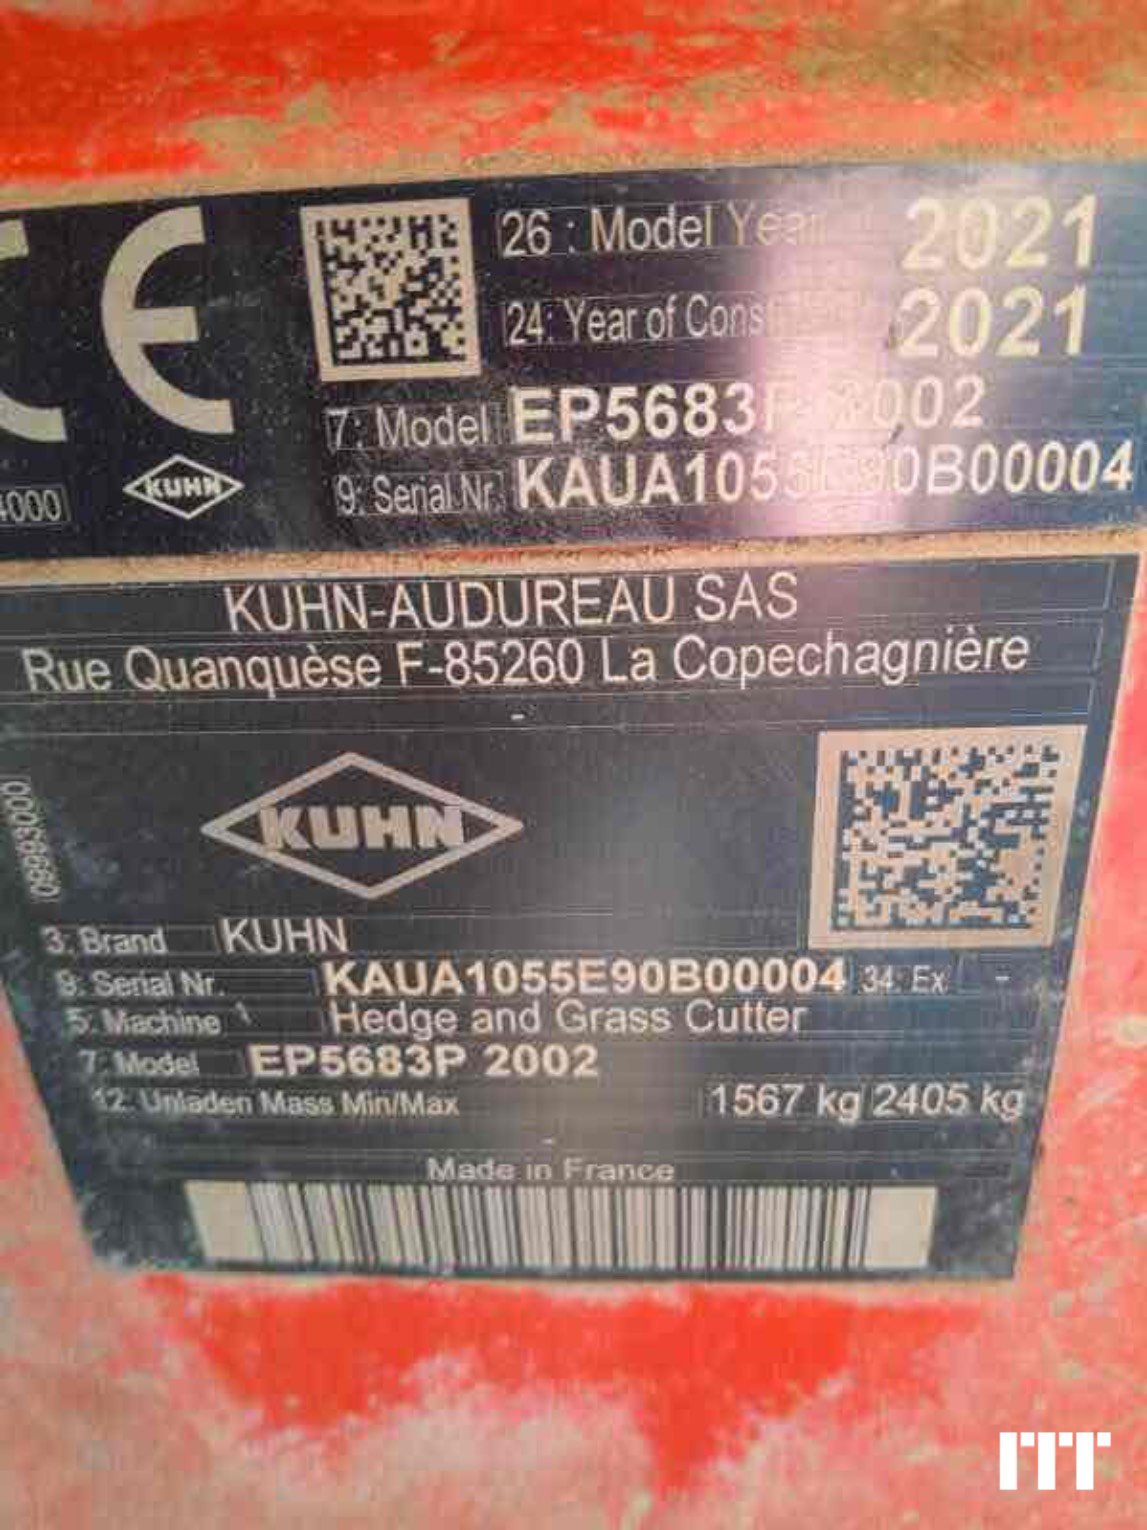 CE
26 : Model Year 2021
24: Year of Cons 2021
7: Model EP5683P 2002
4000 KUHN 9: Serial Nr. KAUA1055E90B00004
KUHN-AUDUREAU SAS
Rue Quanquèse F-85260 La Copechagnière
-
KUHN
09993000
3: Brand KUHN
9: Serial Nr. KAUA1055E90B00004 34: Ex -
5: Machine Hedge and Grass Cutter
7: Model EP5683P 2002
12: Unladen Mass Min/Max 1567 kg 2405 kg
-
Made in France
ITT